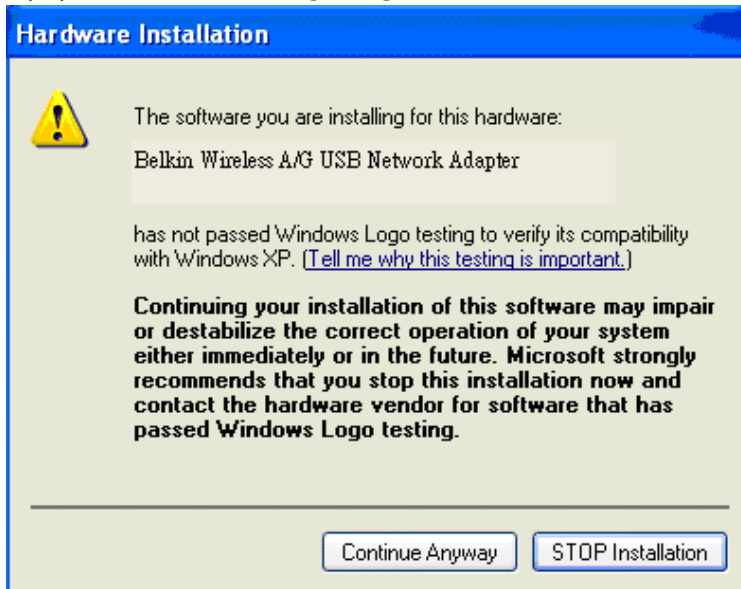 Hardware Installation
The software you are installing for this hardware:
Belkin Wireless A/G USB Network Adapter
has not passed Windows Logo testing to verify its compatibility
with Windows XP. (Tell me why this testing is important.)
Continuing your installation of this software may impair
or destabilize the correct operation of your system
either immediately or in the future. Microsoft strongly
recommends that you stop this installation now and
contact the hardware vendor for software that has
passed Windows Logo testing.
Continue Anyway
STOP Installation